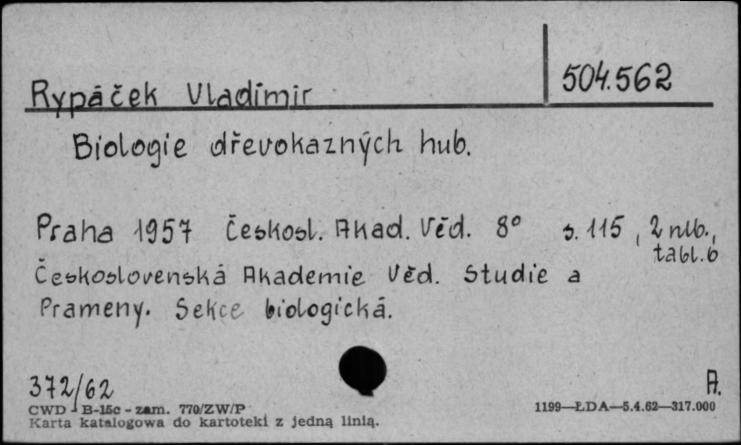 504.562
Rypáček Vladimir
Biologie dřevokazných hub.
Praha 1957 Českosl. Akad. Věd. 8° s. 115, 2 nlb.,
tabl. 6
Československá Akademie Věd. Studie a
Prameny. Sekce biologická.
372/62
A.
CWD - B-15c - zam. 770/ZW/P
1199—ŁDA—5.4.62—317.000
Karta katalogowa do kartoteki z jedną linią.